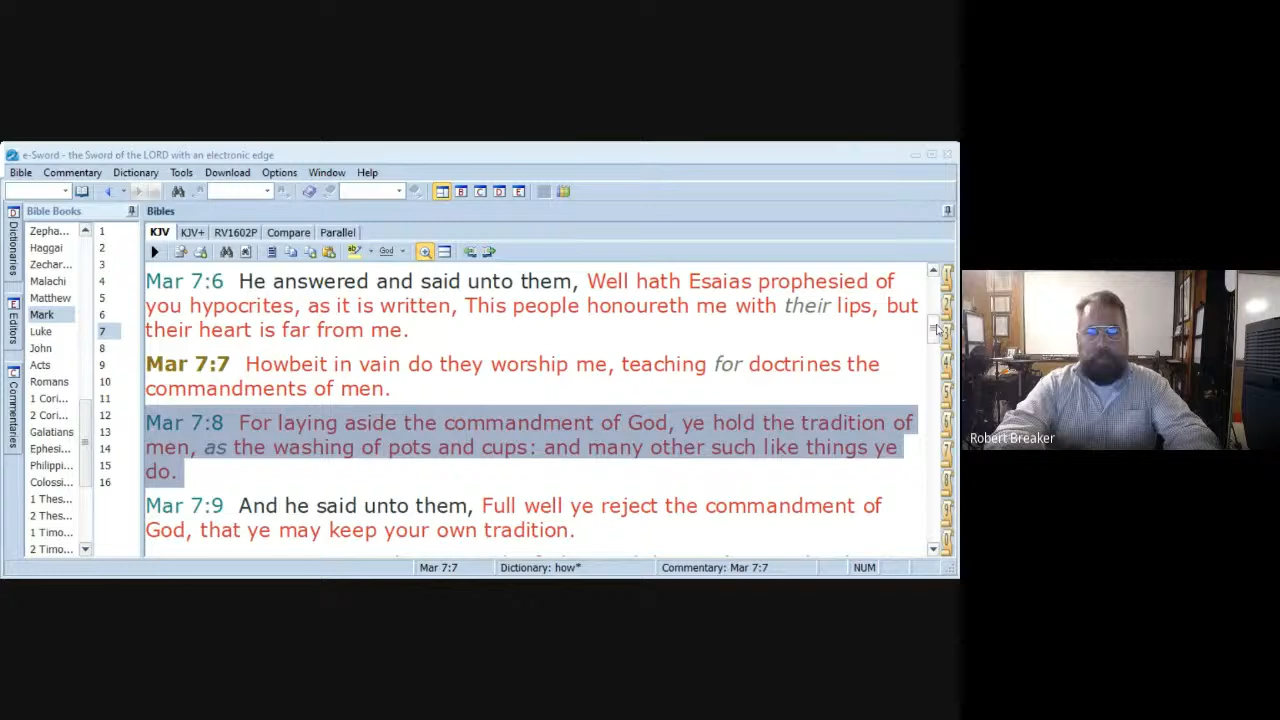 e-Sword - the Sword of the LORD with an electronic edge
Bible Commentary Dictionary Tools Download Options Window Help
Bible Books
Bibles
Dictionaries
Editors
Commentaries
Zepha...
Haggai
Zechar...
Malachi
Matthew
Mark
Luke
John
Acts
Romans
1 Cori...
2 Cori...
Galatians
Ephesi...
Philippi...
Colossi...
1 Thes...
2 Thes...
1 Timo...
2 Timo...
1
2
3
4
5
6
7
8
9
10
11
12
13
14
15
16
KJV KJV+ RV1602P Compare Parallel
God
Mar 7:6 He answered and said unto them, Well hath Esaias prophesied of
you hypocrites, as it is written, This people honoureth me with their lips, but
their heart is far from me.
Mar 7:7 Howbeit in vain do they worship me, teaching for doctrines the
commandments of men.
Mar 7:8 For laying aside the commandment of God, ye hold the tradition of
men, as the washing of pots and cups: and many other such like things ye
do.
Mar 7:9 And he said unto them, Full well ye reject the commandment of
God, that ye may keep your own tradition.
Mar 7:7 Dictionary: how* Commentary: Mar 7:7 NUM
Robert Breaker